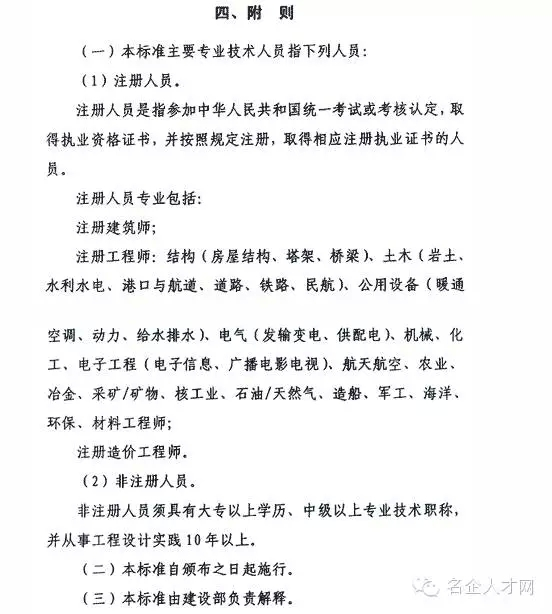 四、附 则
（一）本标准主要专业技术人员指下列人员：
（1）注册人员。
注册人员是指参加中华人民共和国统一考试或考核认定，取
得执业资格证书，并按照规定注册，取得相应注册执业证书的人
员。
注册人员专业包括：
注册建筑师；
注册工程师：结构（房屋结构、塔架、桥梁）、土木（岩土、
水利水电、港口与航道、道路、铁路、民航）、公用设备（暖通
空调、动力、给水排水）、电气（发输变电、供配电）、机械、化
工、电子工程（电子信息、广播电影电视）、航天航空、农业、
冶金、采矿/矿物、核工业、石油/天然气、造船、军工、海洋、
环保、材料工程师；
注册造价工程师。
（2）非注册人员。
非注册人员须具有大专以上学历、中级以上专业技术职称，
并从事工程设计实践 10 年以上。
（二）本标准自颁布之日起施行。
（三）本标准由建设部负责解释。
名企人才网